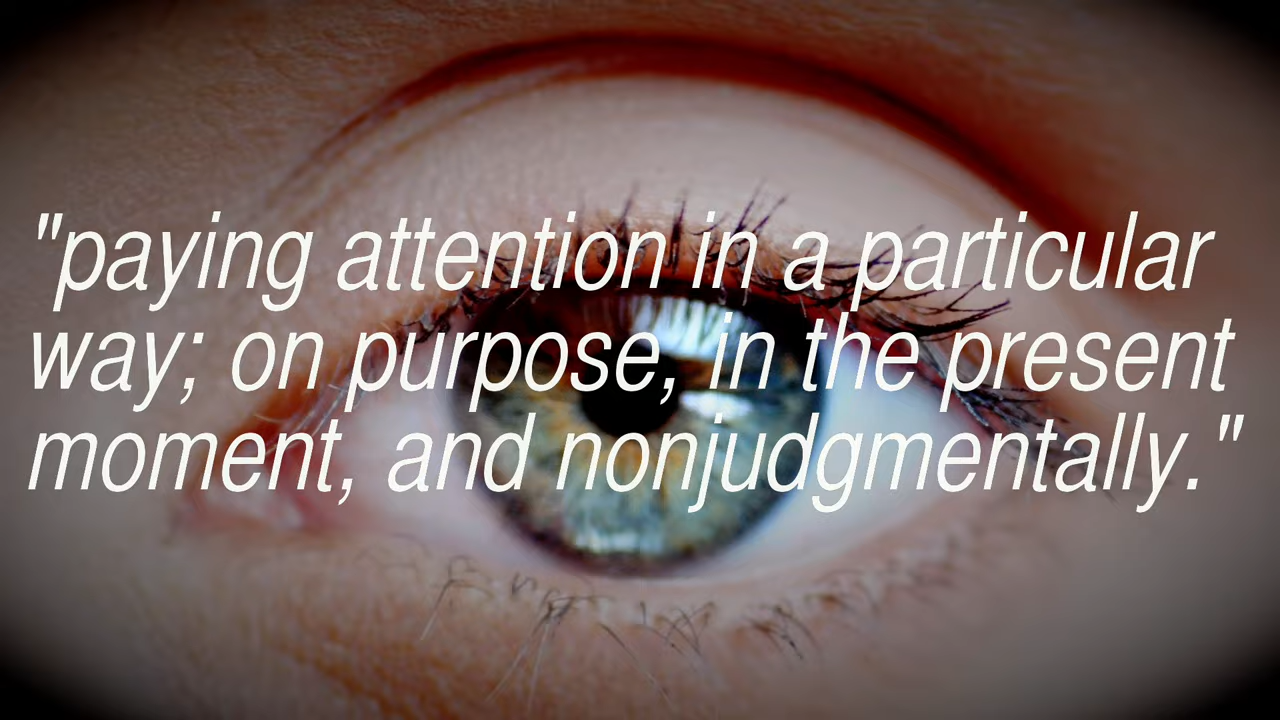 "paying attention in a particular
way; on purpose, in the present
moment, and nonjudgmentally."